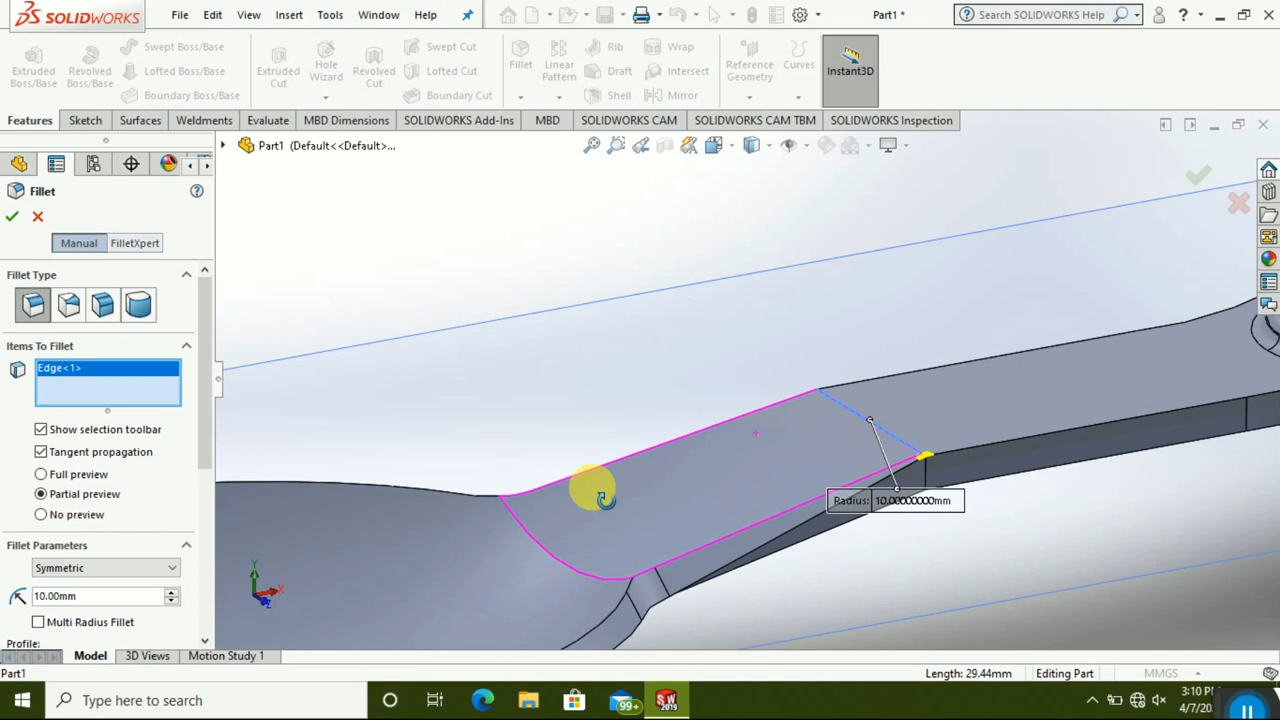 SOLIDWORKS File Edit View Insert Tools Window Help Part1 * Search SOLIDWORKS Help
Extruded Boss/Base Revolved Boss/Base Swept Boss/Base Extruded Cut Hole Wizard Revolved Cut Swept Cut Fillet Linear Pattern Rib Wrap Reference Geometry Curves Instant3D
Lofted Boss/Base Lofted Cut Draft Intersect
Boundary Boss/Base Boundary Cut Shell Mirror
Features Sketch Surfaces Weldments Evaluate MBD Dimensions SOLIDWORKS Add-Ins MBD SOLIDWORKS CAM SOLIDWORKS CAM TBM SOLIDWORKS Inspection
Part1 (Default<<Default>...
Fillet
Manual FilletXpert
Fillet Type
Items To Fillet
Edge<1>
Show selection toolbar
Tangent propagation
Full preview
Partial preview
Radius: 10.00000000mm
No preview
Fillet Parameters
Symmetric
10.00mm
Multi Radius Fillet
Profile:
Y
X
Z
Model 3D Views Motion Study 1
Part1 Length: 29.44mm Editing Part MMGS
Type here to search 99+ SW 2019 3:10 P
4/7/2